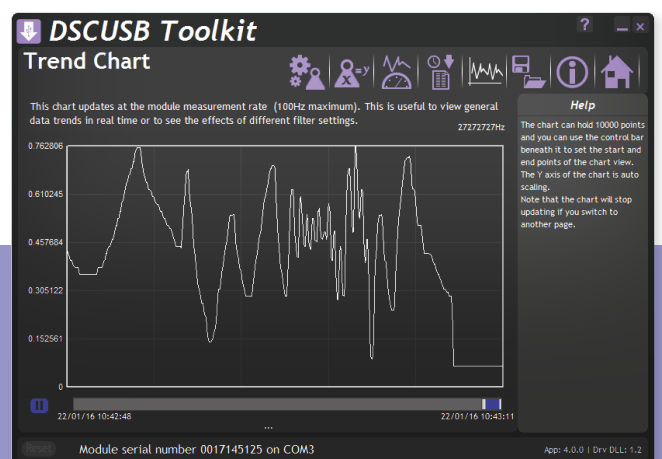 DSCUSB Toolkit
?
Trend Chart
X
=y
This chart updates at the module measurement rate (100Hz maximum). This is useful to view general
data trends in real time or to see the effects of different filter settings.
27272727Hz
0.762806
0.610245
0.457684
0.305122
0.152561
0
22/01/16 10:42:48
22/01/16 10:43:11
...
Help
The chart can hold 10000 points
and you can use the control bar
beneath it to set the start and
end points of the chart view.
The Y axis of the chart is auto
scaling.
Note that the chart will stop
updating if you switch to
another page.
Reset
Module serial number 0017145125 on COM3
App: 4.0.0 | Drv DLL: 1.2